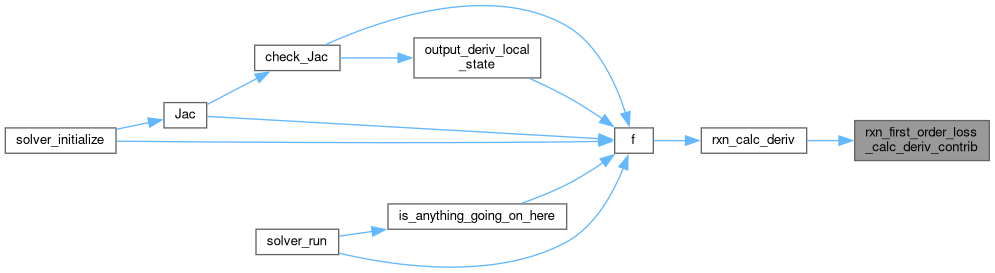 check_Jac
output_deriv_local
_state
Jac
solver_initialize
f
rxn_calc_deriv
rxn_first_order_loss
_calc_deriv_contrib
is_anything_going_on_here
solver_run